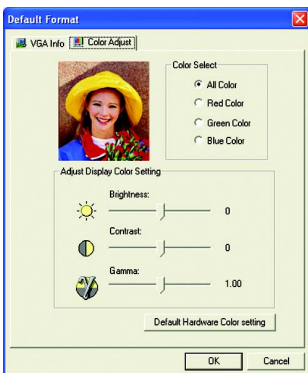 Default Format
VGA Info
Color Adjust
Color Select
All Color
Red Color
Green Color
Blue Color
Adjust Display Color Setting
Brightness:
0
Contrast:
0
Gamma:
1.00
Default Hardware Color setting
OK
Cancel